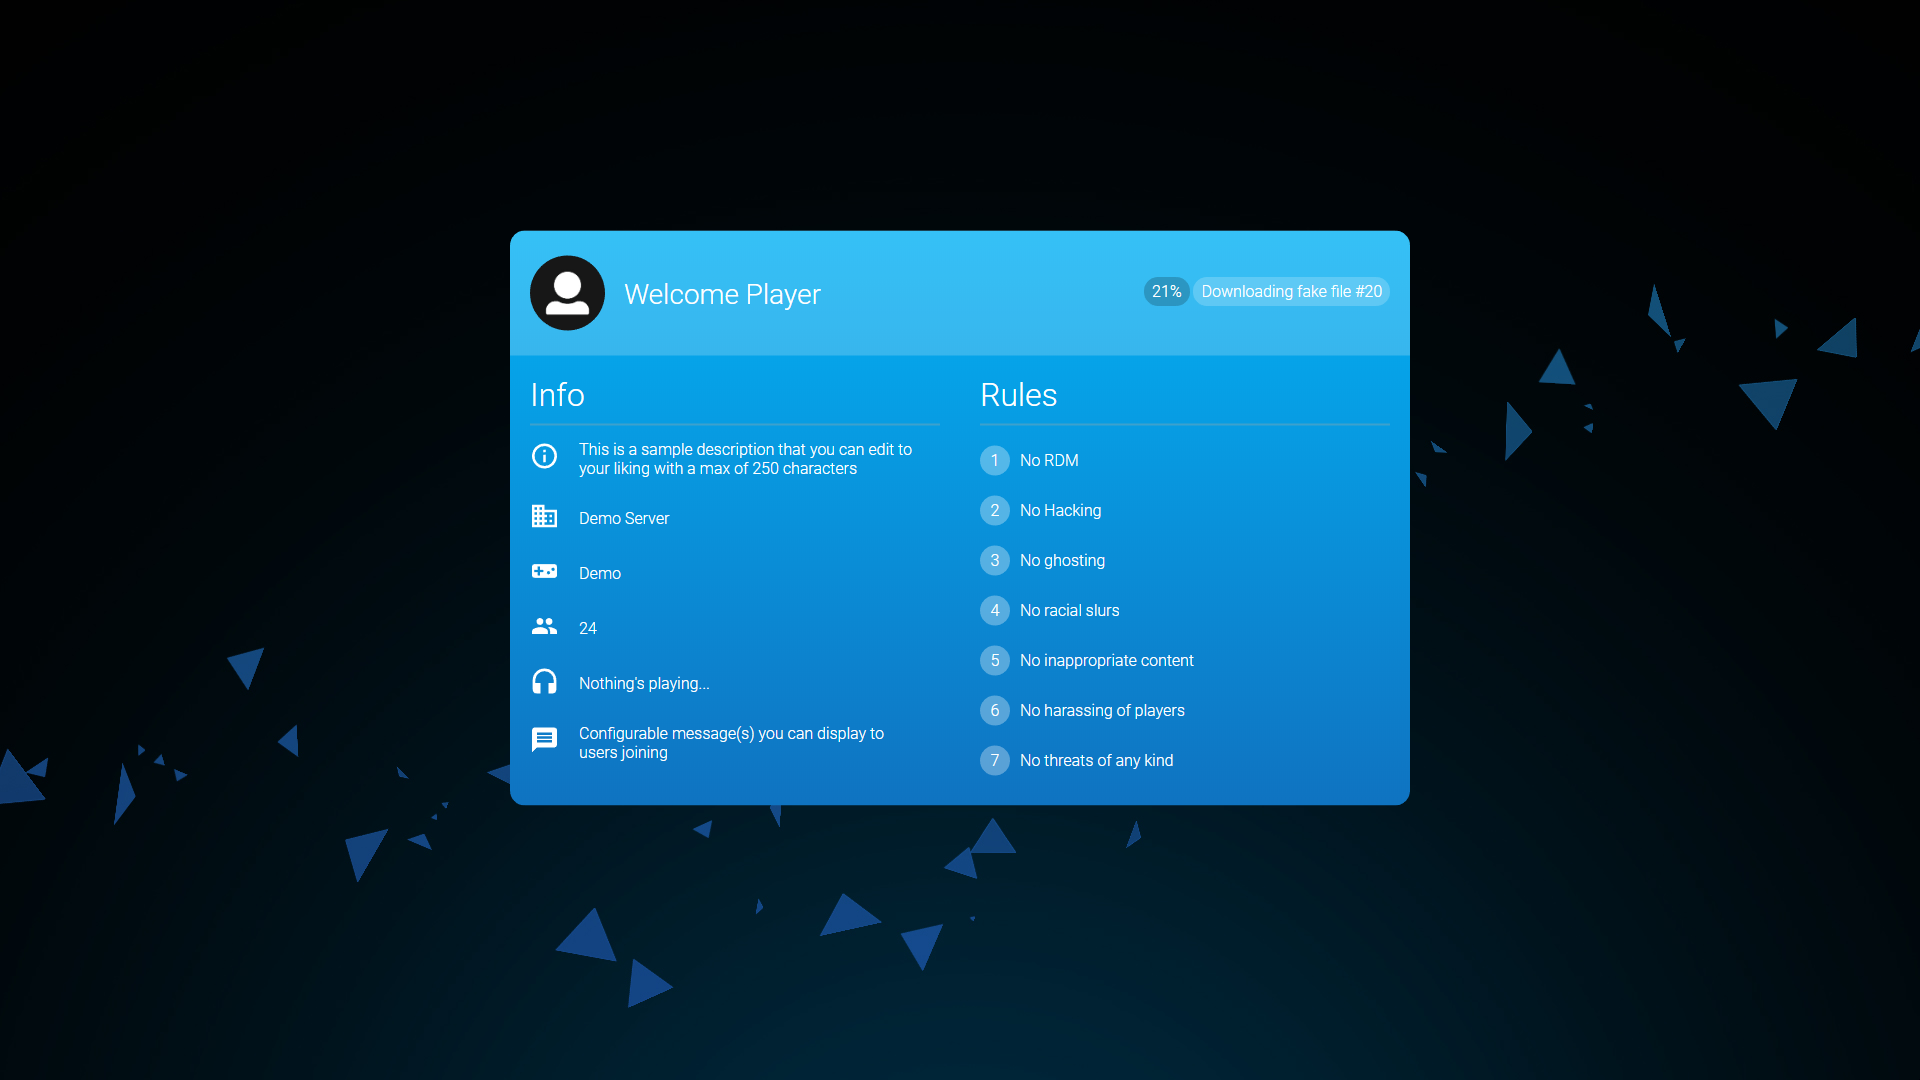 Welcome Player
21% Downloading fake file #20
Info
This is a sample description that you can edit to
your liking with a max of 250 characters
Demo Server
Demo
24
Nothing's playing...
Configurable message(s) you can display to
users joining
Rules
1 No RDM
2 No Hacking
3 No ghosting
4 No racial slurs
5 No inappropriate content
6 No harassing of players
7 No threats of any kind